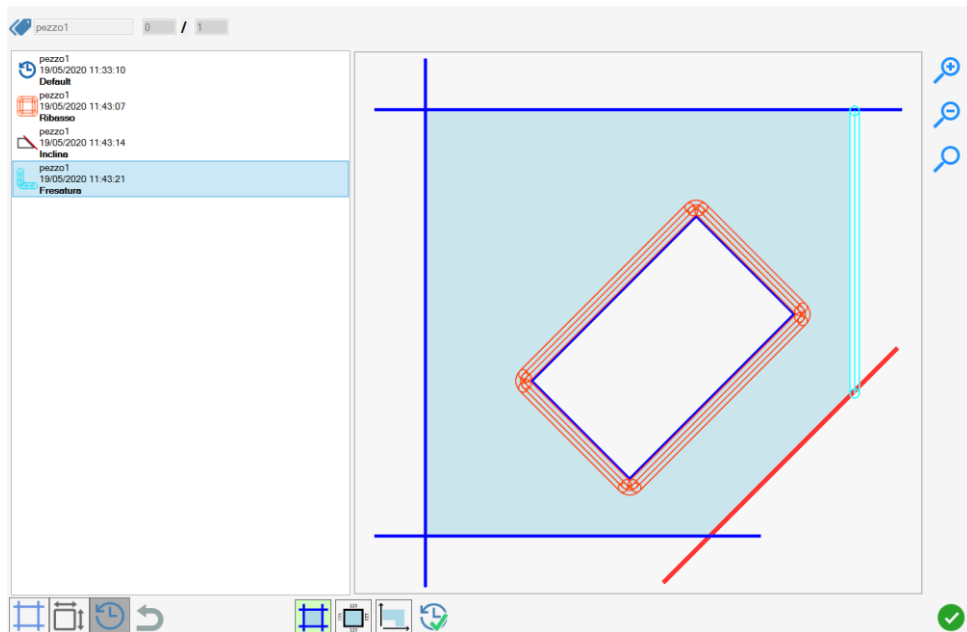 pezzo1 0 / 1
pezzo1
19/05/2020 11:33:10
Default
pezzo1
19/05/2020 11:43:07
Ribasso
pezzo1
19/05/2020 11:43:14
Incline
pezzo1
19/05/2020 11:43:21
Fresatura